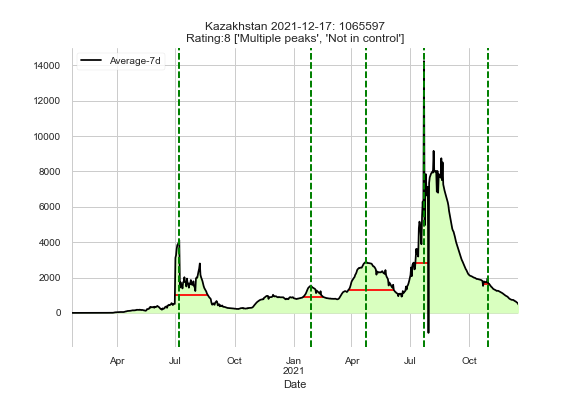 Kazakhstan 2021-12-17: 1065597
Rating:8 ['Multiple peaks', 'Not in control']
Average-7d
14000
12000
10000
8000
6000
4000
2000
0
Apr Jul Oct Jan Apr Jul Oct
2021
Date